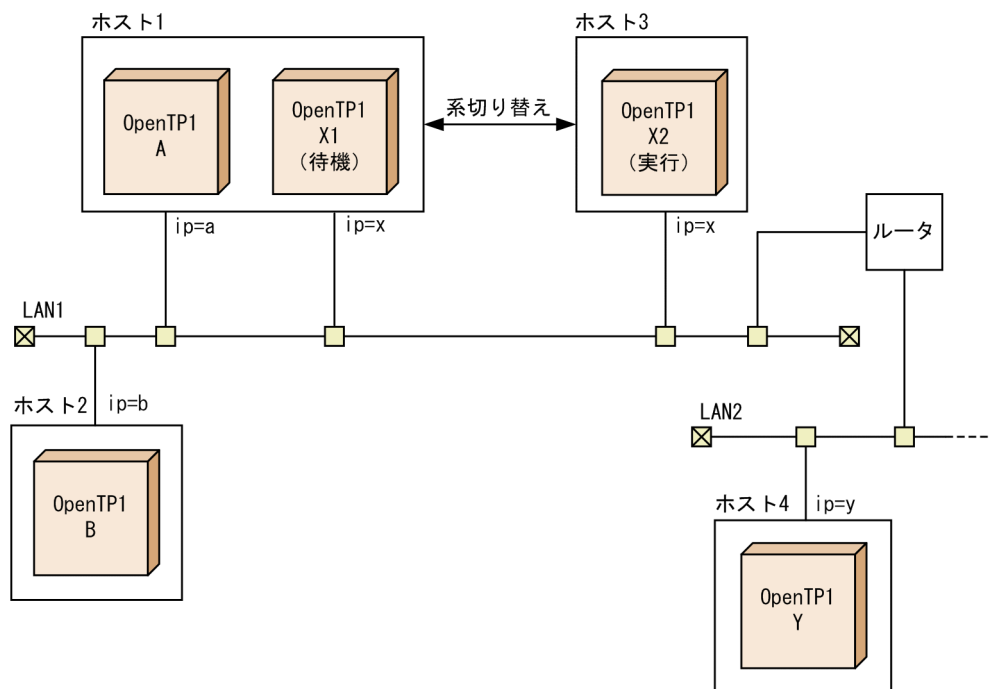 ホスト1
ホスト3
OpenTP1
A
OpenTP1
X1
（待機）
系切り替え
OpenTP1
X2
（実行）
ip=a
ip=x
ip=x
ルータ
LAN1
ホスト2
ip=b
LAN2
OpenTP1
B
ホスト4
ip=y
OpenTP1
Y